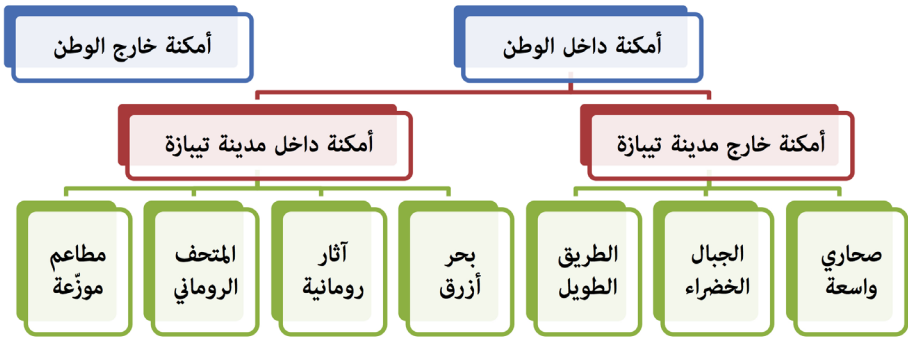 أمكنة داخل الوطن
أمكنة خارج الوطن
أمكنة خارج مدينة تيبازة
أمكنة داخل مدينة تيبازة
صحاري
واسعة
الجبال
الخضراء
الطريق
الطويل
بحر
أزرق
آثار
رومانية
المتحف
الروماني
مطاعم
موزّعة